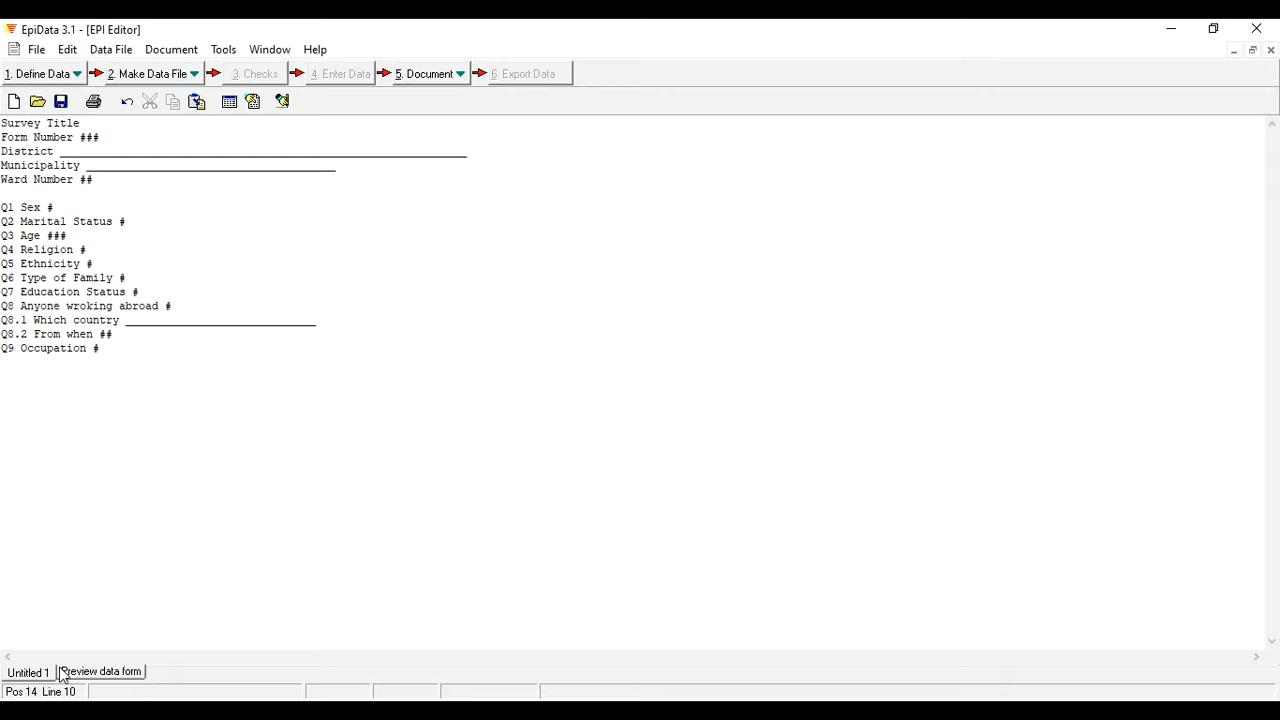 EpiData 3.1 - [EPI Editor]
File Edit Data File Document Tools Window Help
1. Define Data 2. Make Data File 3. Checks 4. Enter Data 5. Document 6. Export Data
Survey Title
Form Number ###
District ______________________________________________________________
Municipality ______________________________________
Ward Number ##
Q1 Sex #
Q2 Marital Status #
Q3 Age ###
Q4 Religion #
Q5 Ethnicity #
Q6 Type of Family #
Q7 Education Status #
Q8 Anyone wroking abroad #
Q8.1 Which country _____________________________
Q8.2 From when ##
Q9 Occupation #
Untitled 1 Preview data form
Pos 14 Line 10